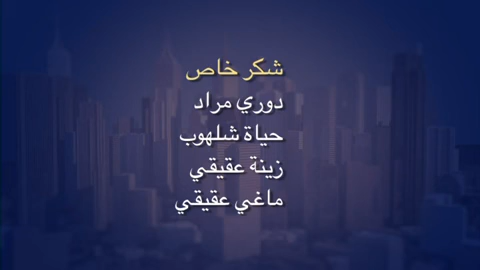 شكر خاص
دوري مراد
حياة شلهوب
زينة عقيقي
ماغي عقيقي